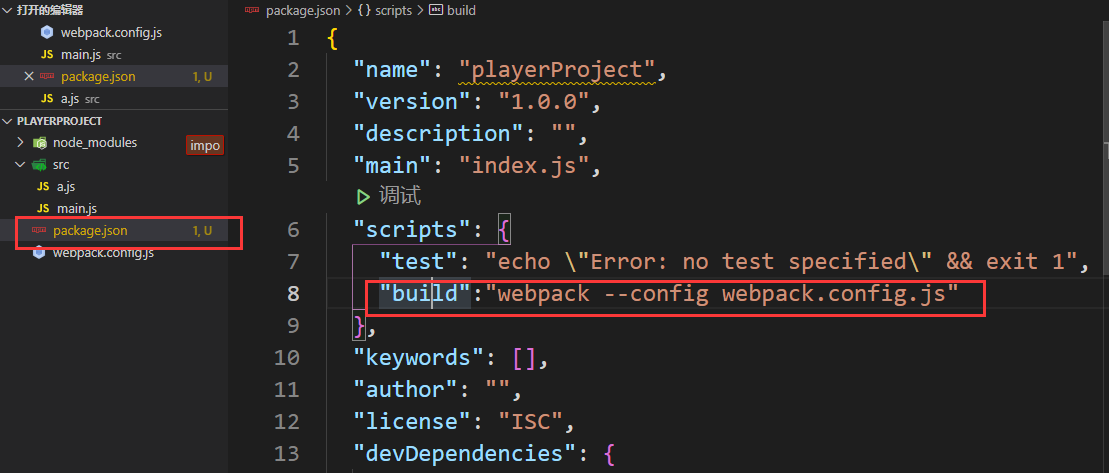 打开的编辑器
webpack.config.js
JS main.js src
package.json 1, U
JS a.js src
PLAYERPROJECT
node_modules
impo
src
JS a.js
JS main.js
package.json 1, U
webpack.config.js
package.json > { } scripts > abc build
1 {
2 "name": "playerProject",
3 "version": "1.0.0",
4 "description": "",
5 "main": "index.js",
调试
6 "scripts": {
7 "test": "echo \"Error: no test specified\" && exit 1",
8 "build":"webpack --config webpack.config.js"
9 },
10 "keywords": [],
11 "author": "",
12 "license": "ISC",
13 "devDependencies": {